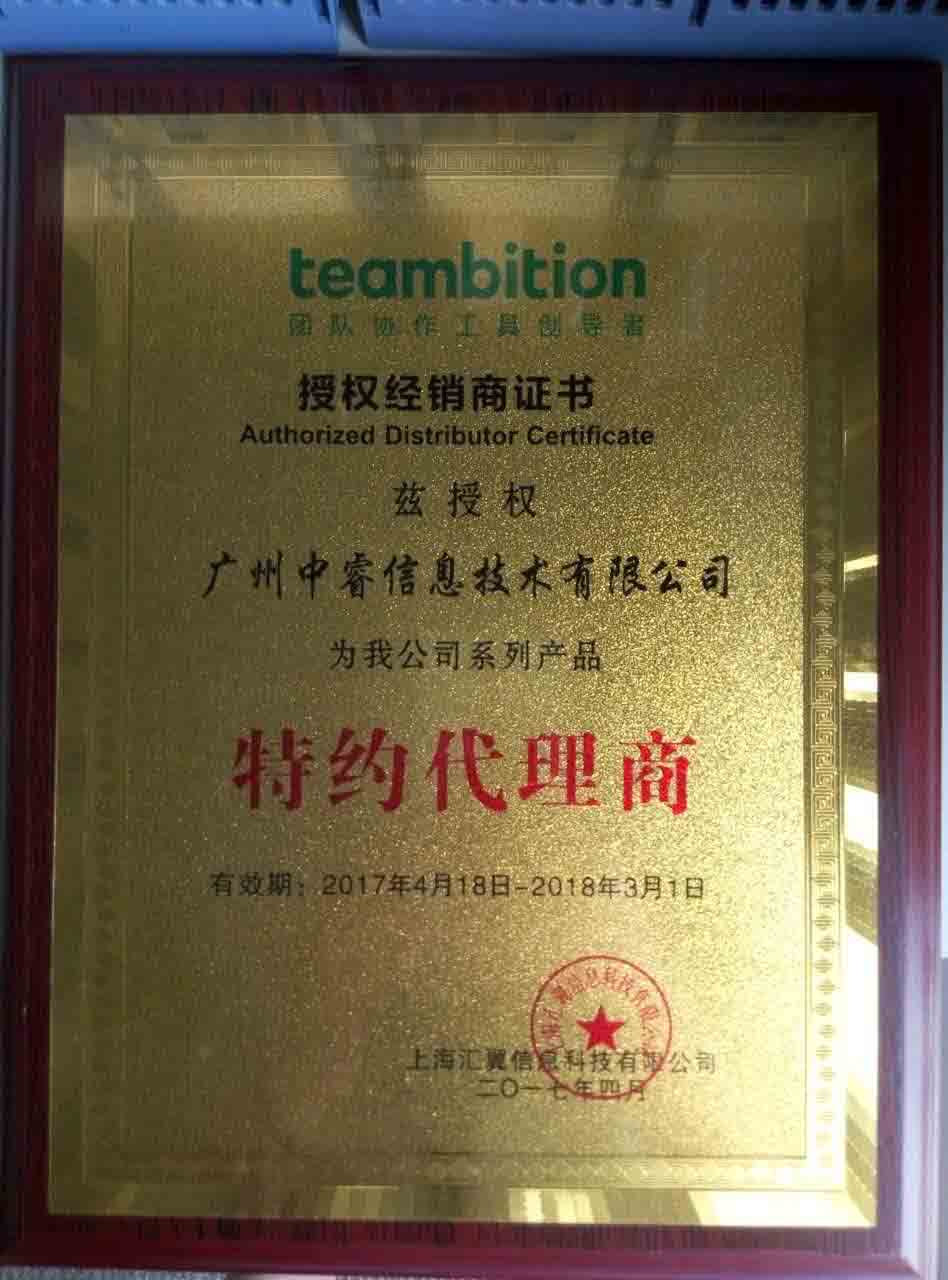 teambition
团队协作工具创导者
授权经销商证书
Authorized Distributor Certificate
兹授权
广州中睿信息技术有限公司
为我公司系列产品
特约代理商
有效期：2017年4月18日-2018年3月1日
上海汇翼信息科技有限公司
二〇一七年四月